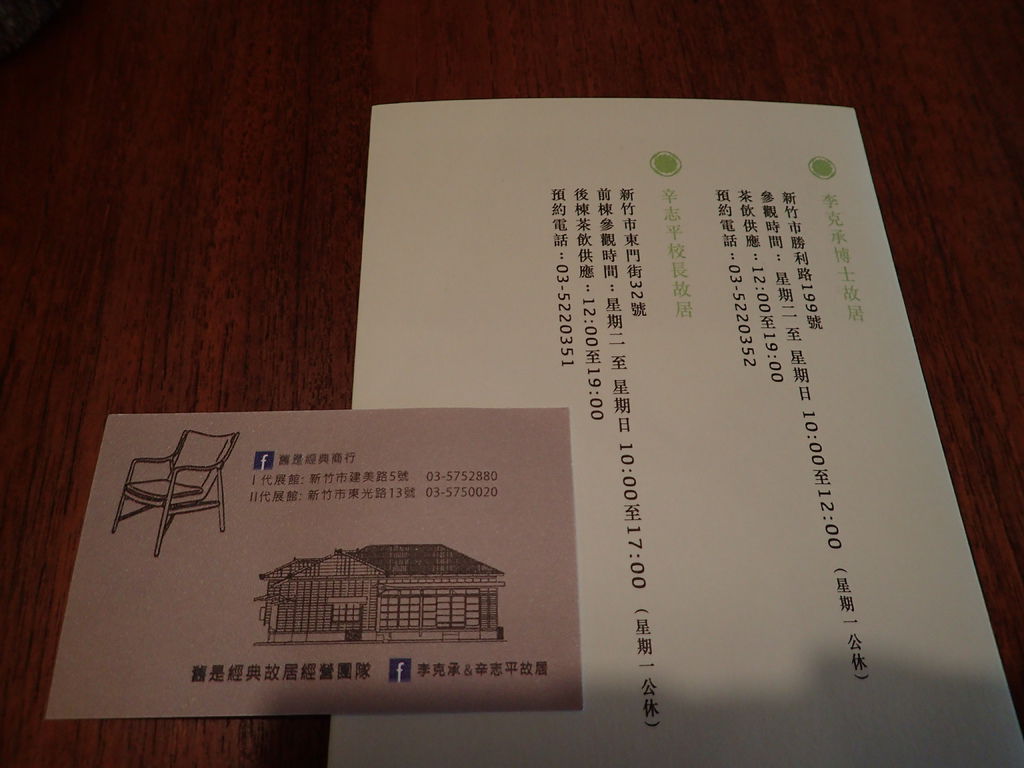 李克承博士故居
新竹市勝利路199號
參觀時間：星期二 至 星期日 10:00至12:00 （星期一公休）
茶飲供應：12:00至19:00
預約電話：03-5220352
辛志平校長故居
新竹市東門街32號
前棟參觀時間：星期二 至 星期日 10:00至17:00 （星期一公休）
後棟茶飲供應：12:00至19:00
預約電話：03-5220351
f 舊是經典商行
I 代展館: 新竹市建美路5號 03-5752880
II代展館: 新竹市東光路13號 03-5750020
舊是經典故居經營團隊 f 李克承&辛志平故居